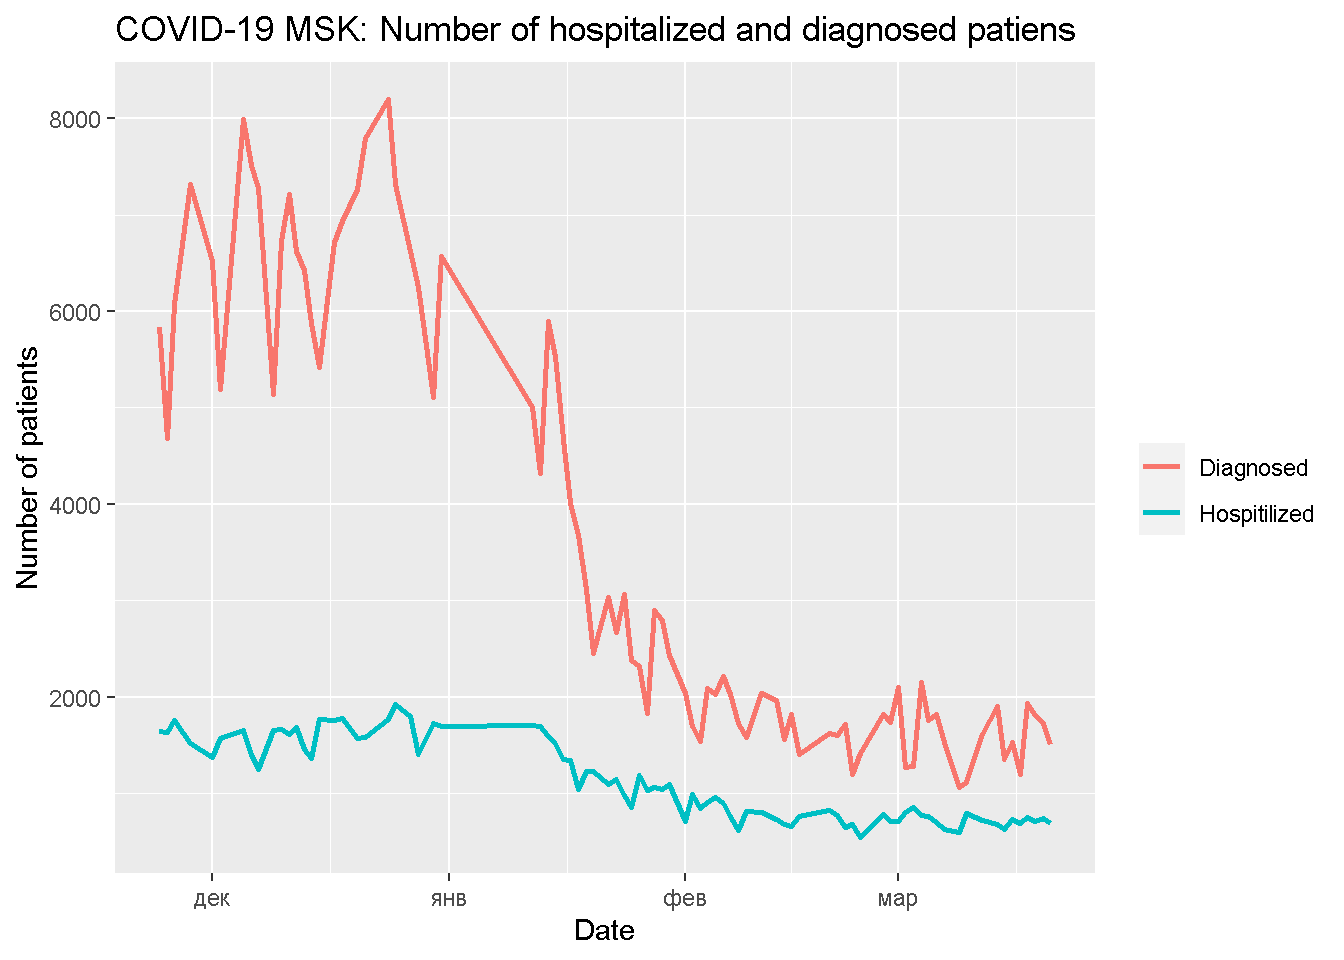 COVID-19 MSK: Number of hospitalized and diagnosed patiens
Number of patients
8000
6000
4000
2000
дек
янв
фев
мар
Date
Diagnosed
Hospitilized